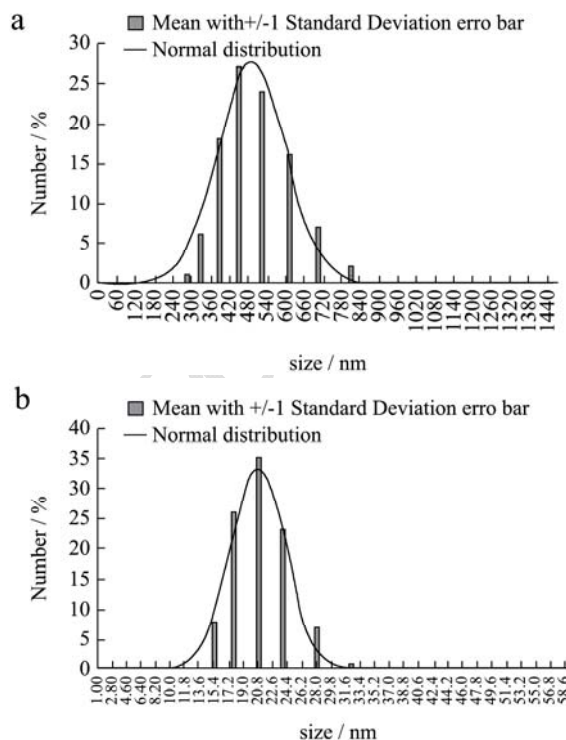 a
Mean with+/-1 Standard Deviation erro bar
Normal distribution
30
25
20
15
10
5
0
Number / %
0 60 120 180 240 300 360 420 480 540 600 660 720 780 840 900 960 1020 1080 1140 1200 1260 1320 1380 1440
size / nm
b
Mean with +/-1 Standard Deviation erro bar
Normal distribution
40
35
30
25
20
15
10
5
0
Number / %
1.00 2.80 4.60 6.40 8.20 10.0 11.8 13.6 15.4 17.2 19.0 20.8 22.6 24.4 26.2 28.0 29.8 31.6 33.4 35.2 37.0 38.8 40.6 42.4 44.2 46.0 47.8 49.6 51.4 53.2 55.0 56.8 58.6
size / nm